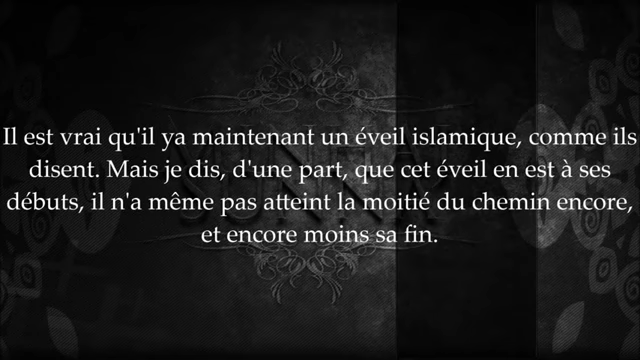 Il est vrai qu'il ya maintenant un éveil islamique, comme ils
disent. Mais je dis, d'une part, que cet éveil en est à ses
débuts, il n'a même pas atteint la moitié du chemin encore,
et encore moins sa fin.